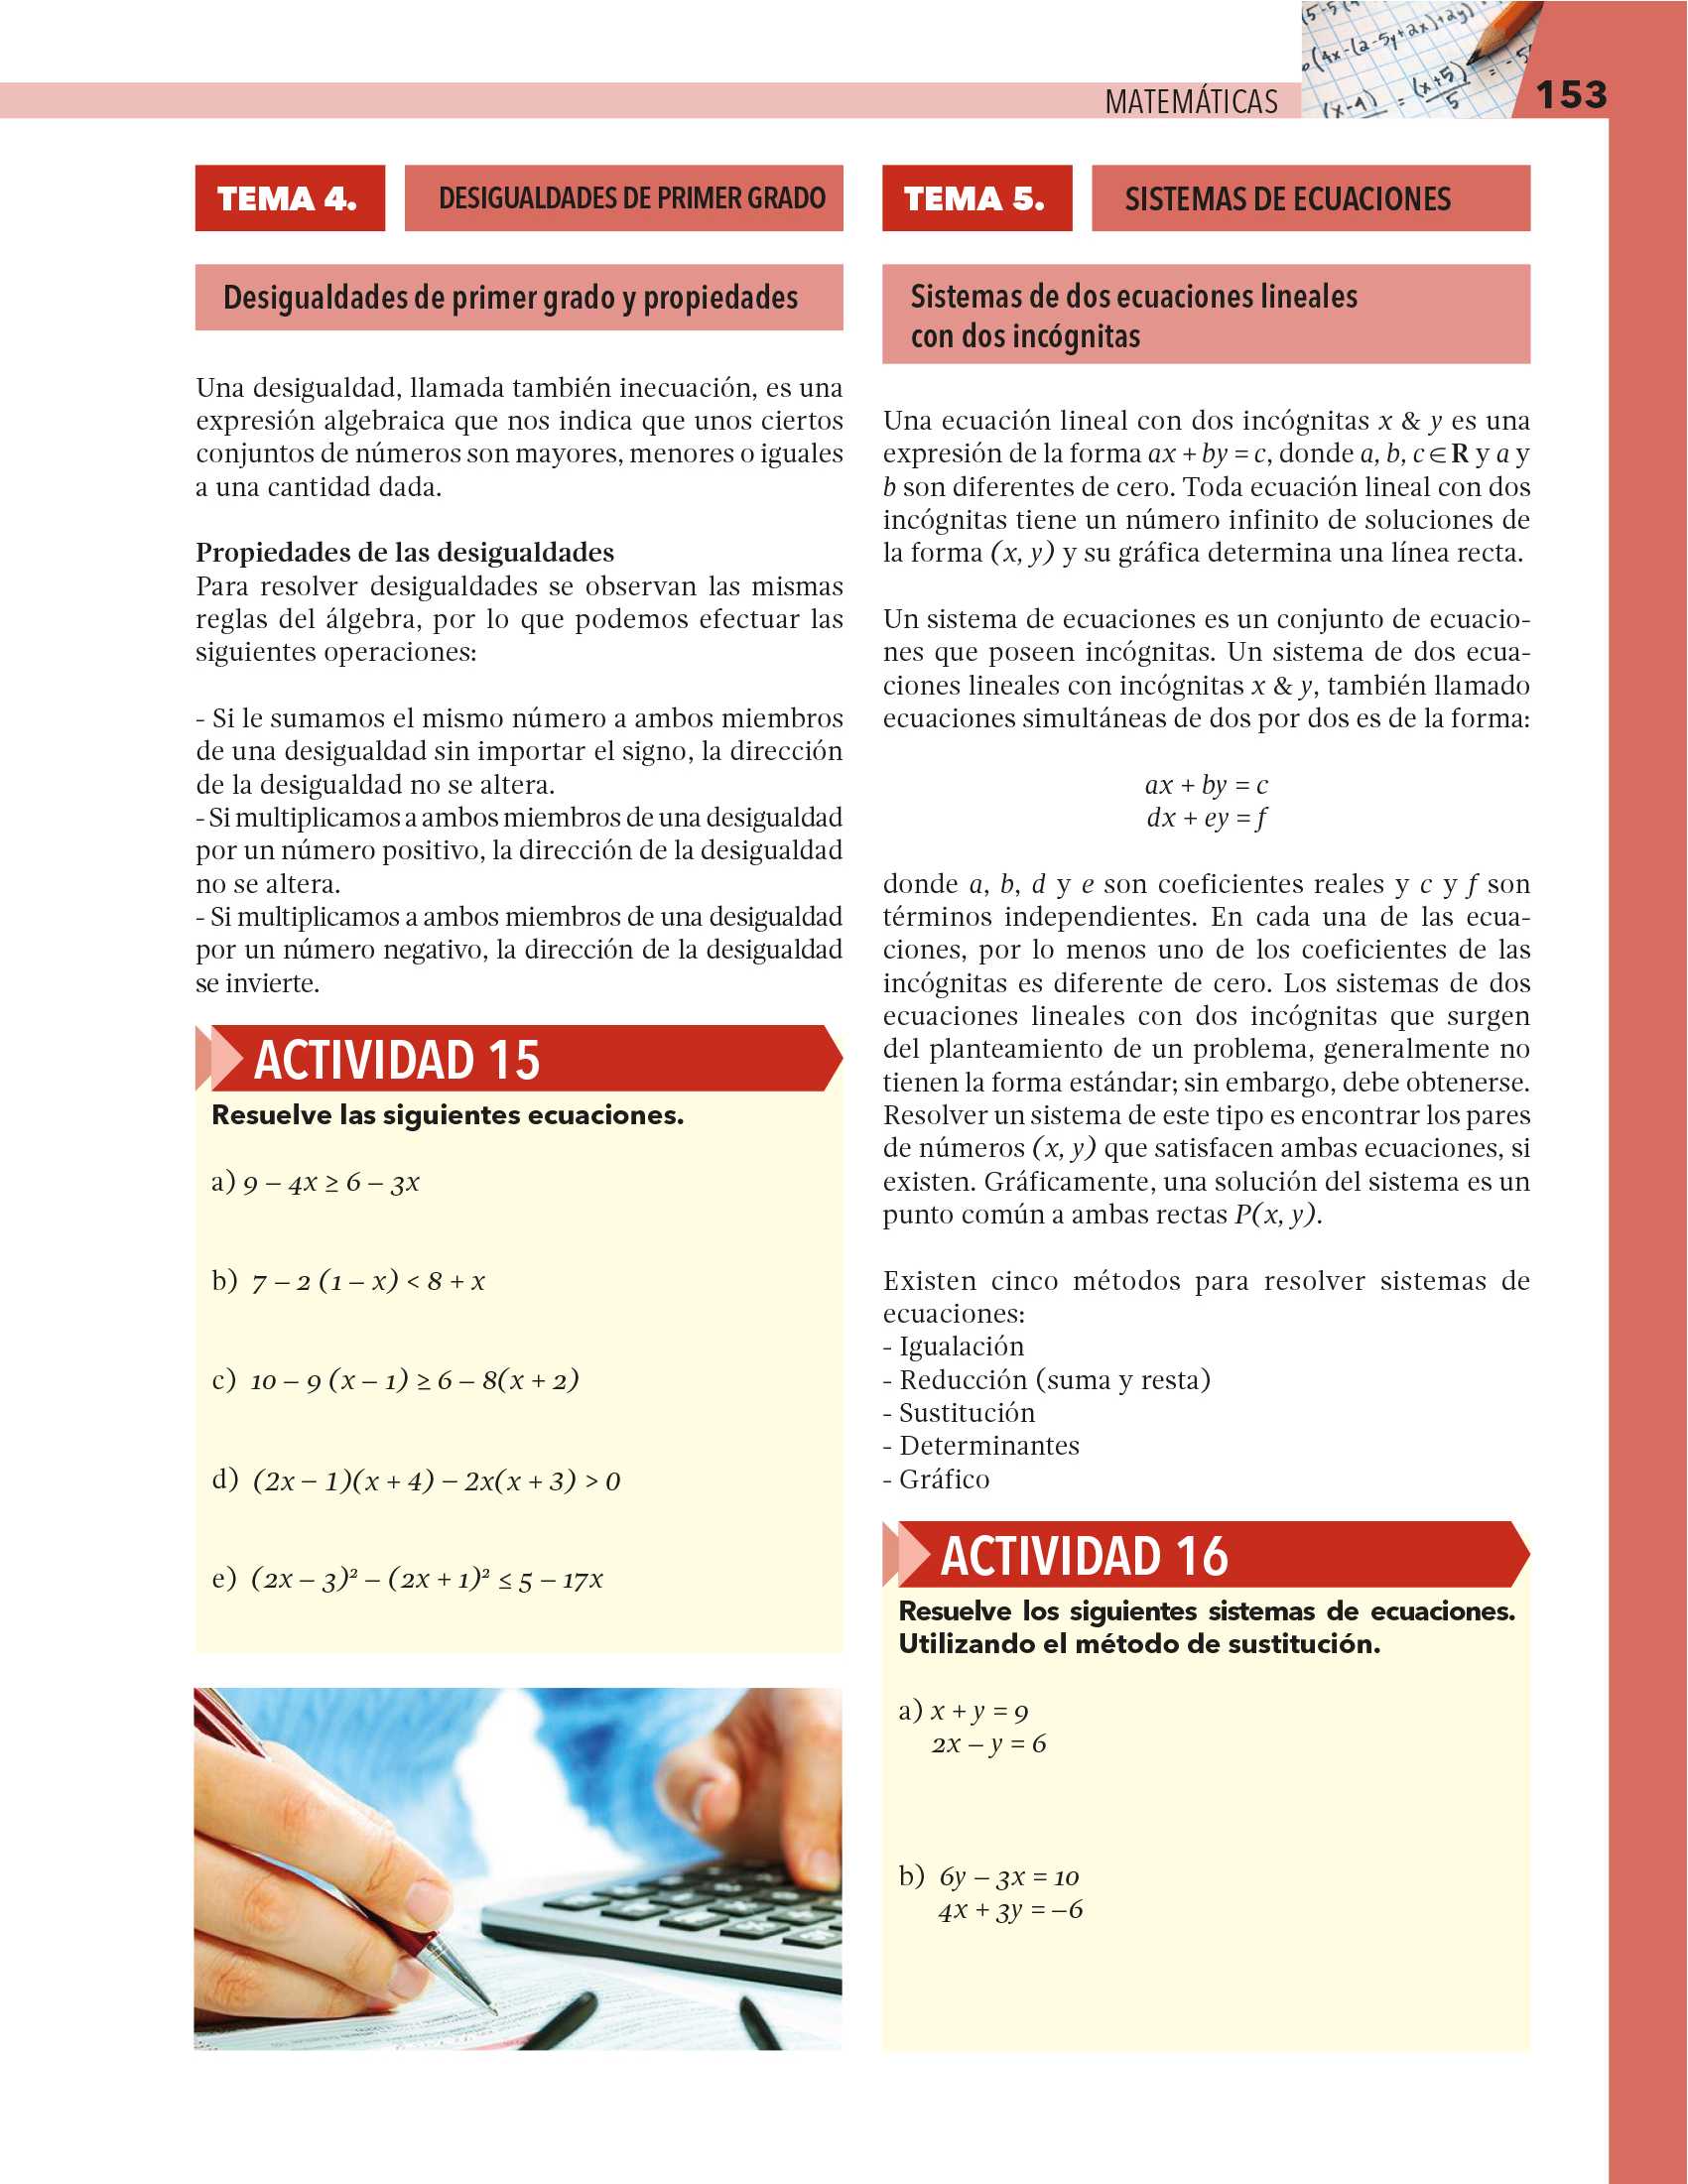 MATEMÁTICAS
153
TEMA 4.
DESIGUALDADES DE PRIMER GRADO
Desigualdades de primer grado y propiedades
Una desigualdad, llamada también inecuación, es una
expresión algebraica que nos indica que unos ciertos
conjuntos de números son mayores, menores o iguales
a una cantidad dada.
Propiedades de las desigualdades
Para resolver desigualdades se observan las mismas
reglas del álgebra, por lo que podemos efectuar las
siguientes operaciones:
- Si le sumamos el mismo número a ambos miembros
de una desigualdad sin importar el signo, la dirección
de la desigualdad no se altera.
- Si multiplicamos a ambos miembros de una desigualdad
por un número positivo, la dirección de la desigualdad
no se altera.
- Si multiplicamos a ambos miembros de una desigualdad
por un número negativo, la dirección de la desigualdad
se invierte.
ACTIVIDAD 15
Resuelve las siguientes ecuaciones.
a) 9 – 4x ≥ 6 – 3x
b) 7 – 2 (1 – x) < 8 + x
c) 10 – 9 (x – 1) ≥ 6 – 8(x + 2)
d) (2x – 1)(x + 4) – 2x(x + 3) > 0
e) (2x – 3)² – (2x + 1)² ≤ 5 – 17x
TEMA 5.
SISTEMAS DE ECUACIONES
Sistemas de dos ecuaciones lineales
con dos incógnitas
Una ecuación lineal con dos incógnitas x & y es una
expresión de la forma ax + by = c, donde a, b, c ∈ R y a y
b son diferentes de cero. Toda ecuación lineal con dos
incógnitas tiene un número infinito de soluciones de
la forma (x, y) y su gráfica determina una línea recta.
Un sistema de ecuaciones es un conjunto de ecuacio-
nes que poseen incógnitas. Un sistema de dos ecua-
ciones lineales con incógnitas x & y, también llamado
ecuaciones simultáneas de dos por dos es de la forma:
ax + by = c
dx + ey = f
donde a, b, d y e son coeficientes reales y c y f son
términos independientes. En cada una de las ecua-
ciones, por lo menos uno de los coeficientes de las
incógnitas es diferente de cero. Los sistemas de dos
ecuaciones lineales con dos incógnitas que surgen
del planteamiento de un problema, generalmente no
tienen la forma estándar; sin embargo, debe obtenerse.
Resolver un sistema de este tipo es encontrar los pares
de números (x, y) que satisfacen ambas ecuaciones, si
existen. Gráficamente, una solución del sistema es un
punto común a ambas rectas P(x, y).
Existen cinco métodos para resolver sistemas de
ecuaciones:
- Igualación
- Reducción (suma y resta)
- Sustitución
- Determinantes
- Gráfico
ACTIVIDAD 16
Resuelve los siguientes sistemas de ecuaciones.
Utilizando el método de sustitución.
a) x + y = 9
2x – y = 6
b) 6y – 3x = 10
4x + 3y = –6